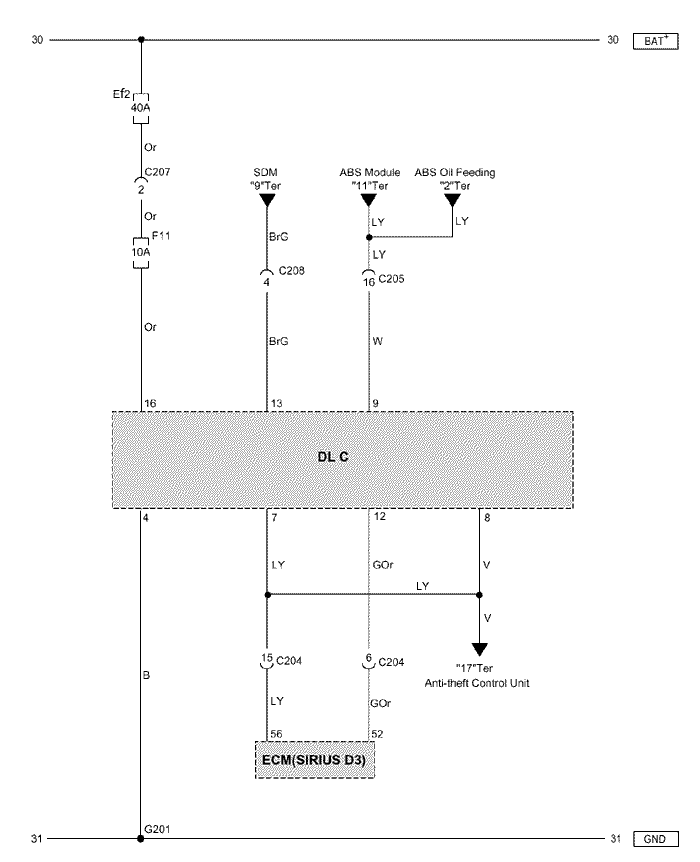 30
30
BAT+
Ef2
40A
Or
C207
2
Or
F11
10A
Or
SDM
"9"Ter
BrG
C208
4
BrG
ABS Module
"11"Ter
LY
LY
16
C205
W
ABS Oil Feeding
"2"Ter
LY
16
13
9
DL C
4
7
12
8
LY
GOr
V
LY
V
15
C204
6
C204
"17"Ter
Anti-theft Control Unit
B
LY
GOr
56
52
ECM(SIRIUS D3)
G201
31
31
GND